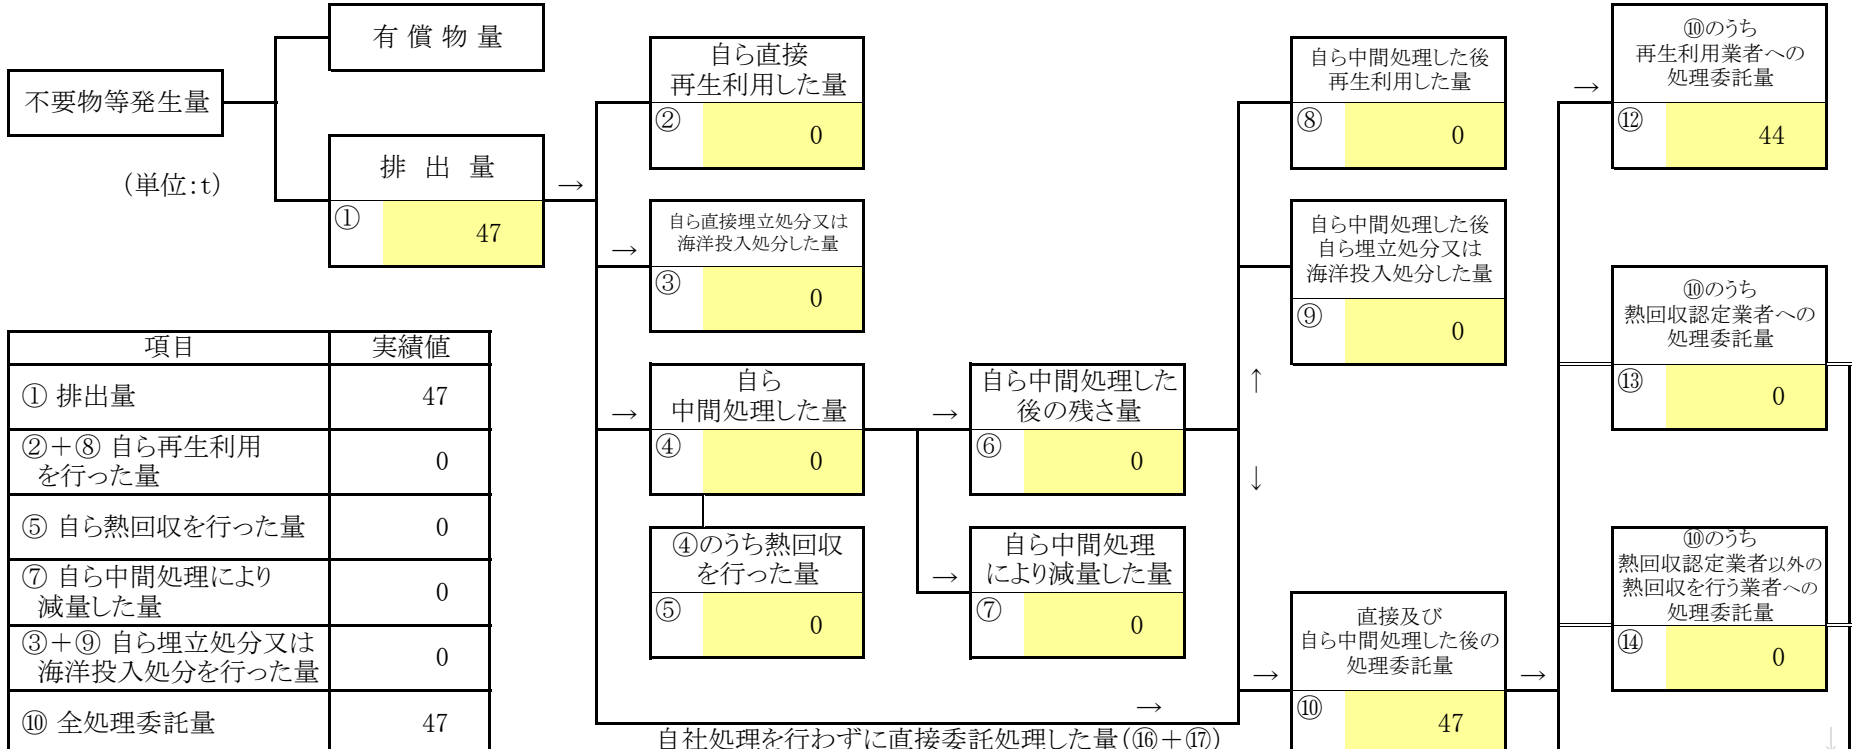 有 償 物 量
不要物等発生量
(単位:t)
排 出 量
→
①
47
自ら直接
再生利用した量
②
0
→
自ら直接埋立処分又は
海洋投入処分した量
③
0
→
自ら
中間処理した量
④
0
④のうち熱回収
を行った量
⑤
0
→
自ら中間処理した
後の残さ量
⑥
0
→
自ら中間処理
により減量した量
⑦
0
自ら中間処理した後
再生利用した量
⑧
0
自ら中間処理した後
自ら埋立処分又は
海洋投入処分した量
⑨
0
↑
↓
→
自社処理を行わずに直接委託処理した量(⑯+⑰)
→
直接及び
自ら中間処理した後の
処理委託量
⑩
47
→
→
⑩のうち
再生利用業者への
処理委託量
⑫
44
⑩のうち
熱回収認定業者への
処理委託量
⑬
0
⑩のうち
熱回収認定業者以外の
熱回収を行う業者への
処理委託量
⑭
0
↓
項目 実績値
① 排出量 47
②+⑧ 自ら再生利用
を行った量 0
⑤ 自ら熱回収を行った量 0
⑦ 自ら中間処理により
減量した量 0
③+⑨ 自ら埋立処分又は
海洋投入処分を行った量 0
⑩ 全処理委託量 47